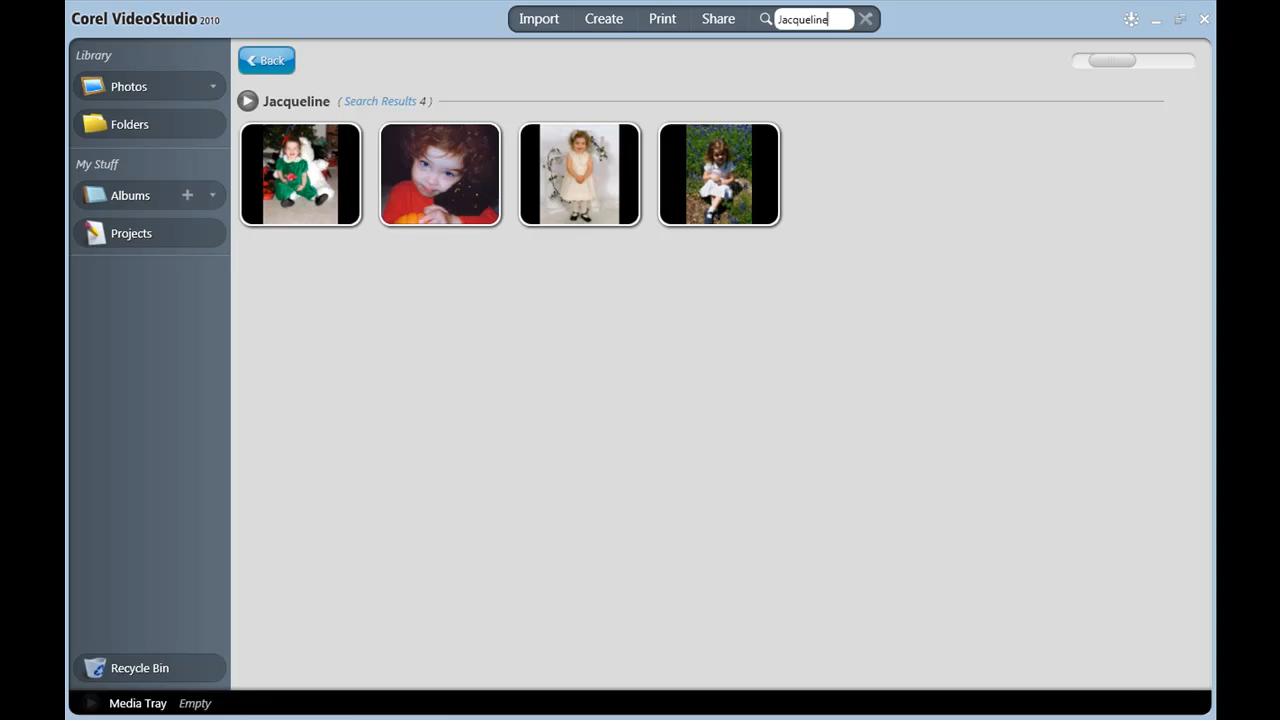 Corel VideoStudio 2010
Import Create Print Share Jacqueline
Library
Photos
Folders
My Stuff
Albums
Projects
Recycle Bin
Back
Jacqueline ( Search Results 4 )
Media Tray Empty